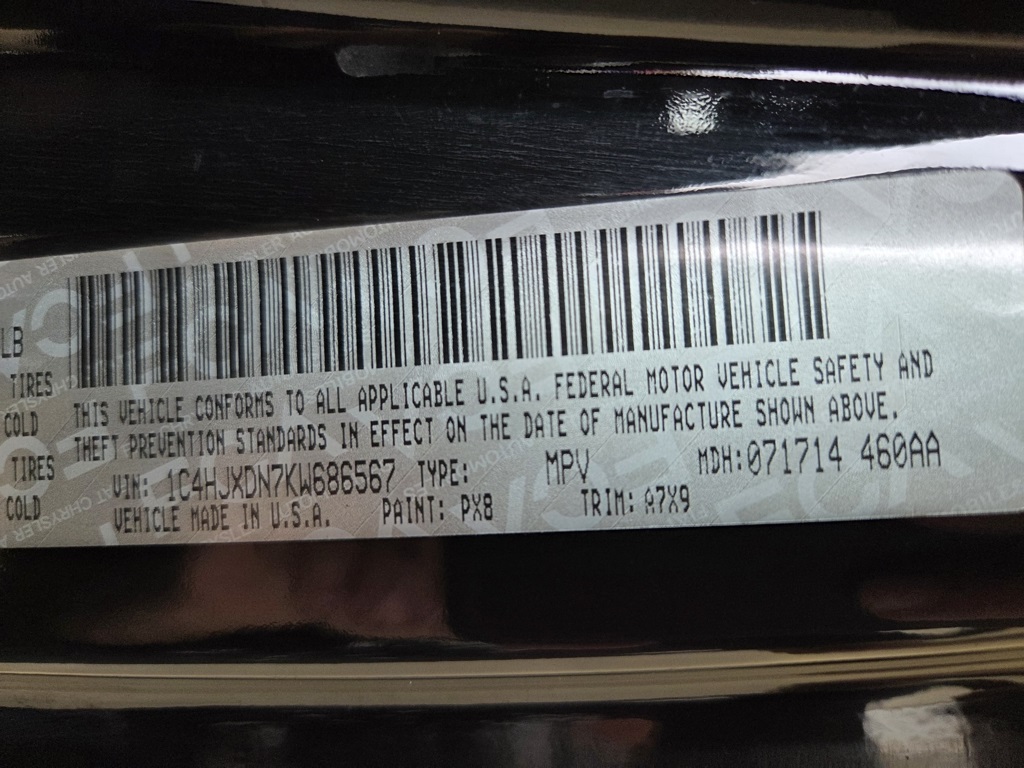 LB
TIRES
COLD
TIRES
COLD
THIS VEHICLE CONFORMS TO ALL APPLICABLE U.S.A. FEDERAL MOTOR VEHICLE SAFETY AND
THEFT PREVENTION STANDARDS IN EFFECT ON THE DATE OF MANUFACTURE SHOWN ABOVE.
VIN: 1C4HJXDN7KW686567 TYPE: MPV MDH:071714 460AA
VEHICLE MADE IN U.S.A. PAINT: PX8 TRIM: A7X9